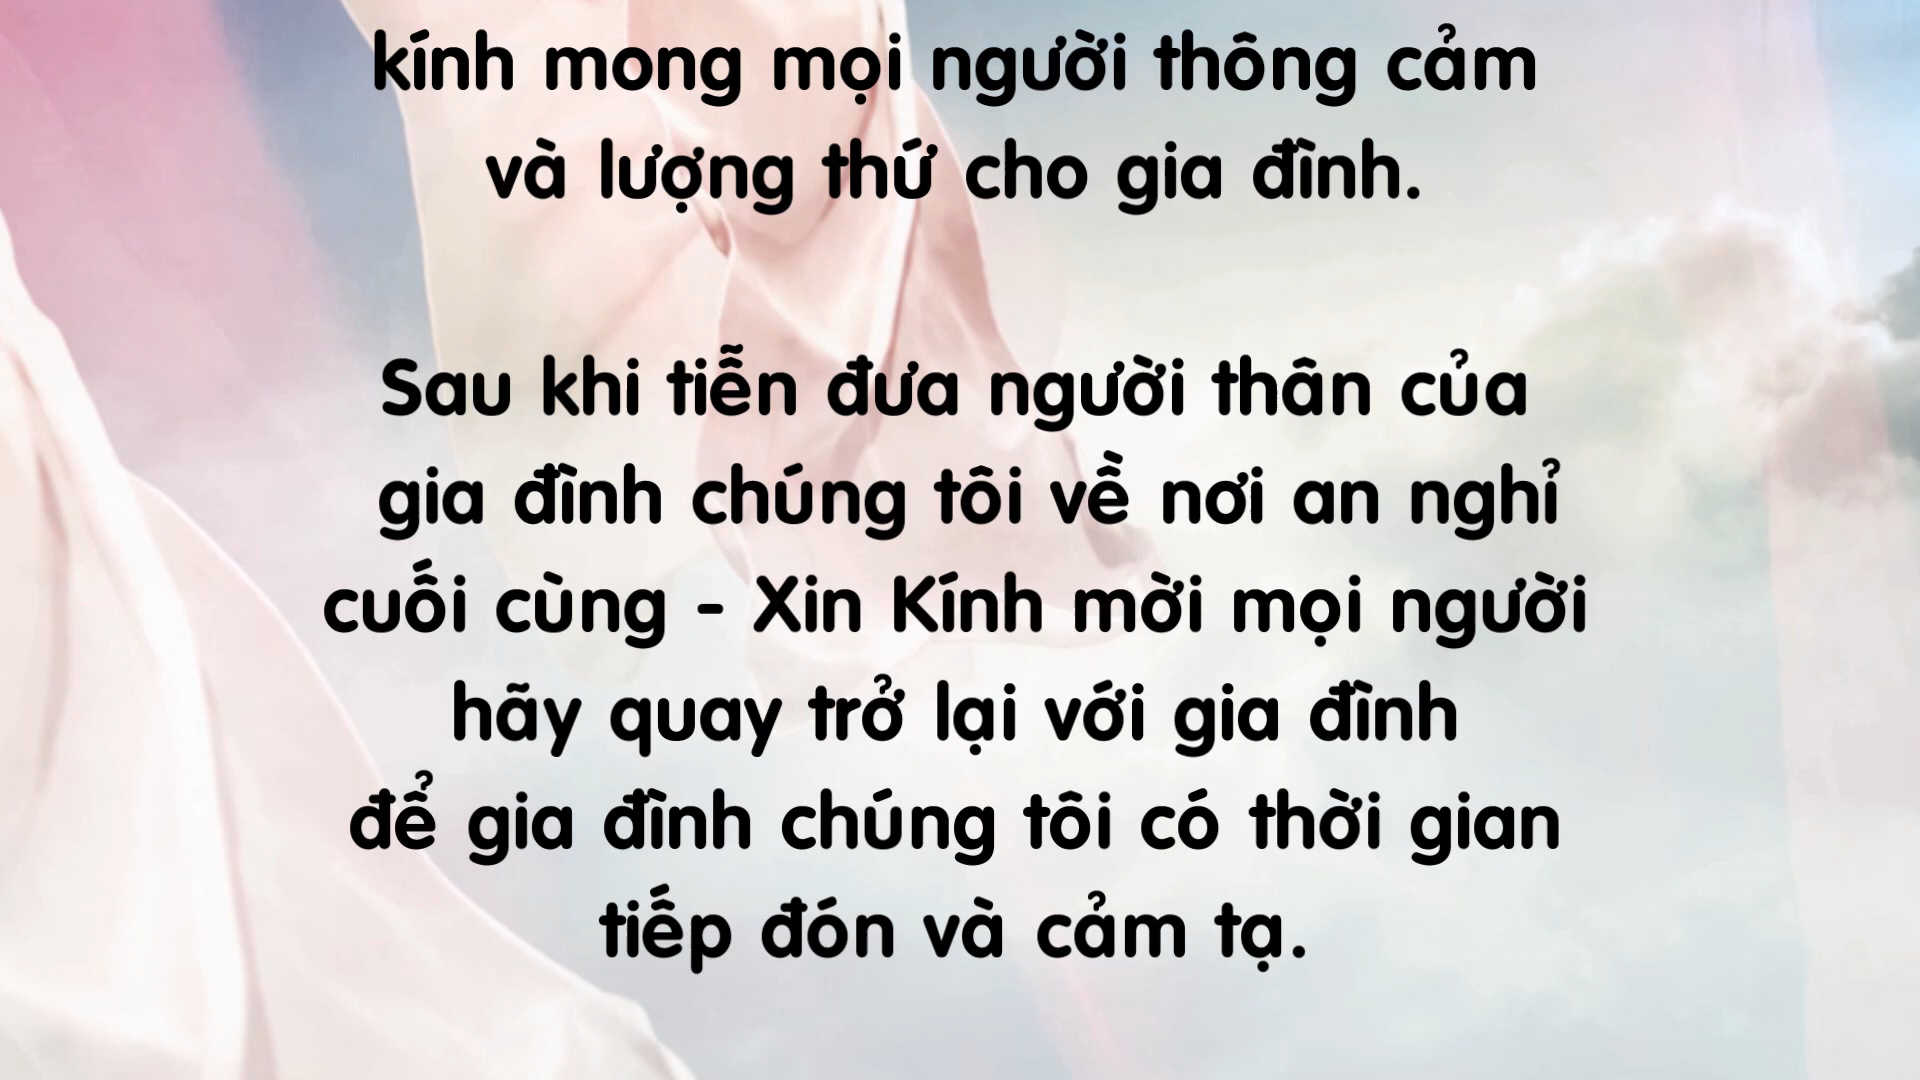 kính mong mọi người thông cảm
và lượng thứ cho gia đình.
Sau khi tiễn đưa người thân của
gia đình chúng tôi về nơi an nghỉ
cuối cùng - Xin Kính mời mọi người
hãy quay trở lại với gia đình
để gia đình chúng tôi có thời gian
tiếp đón và cảm tạ.